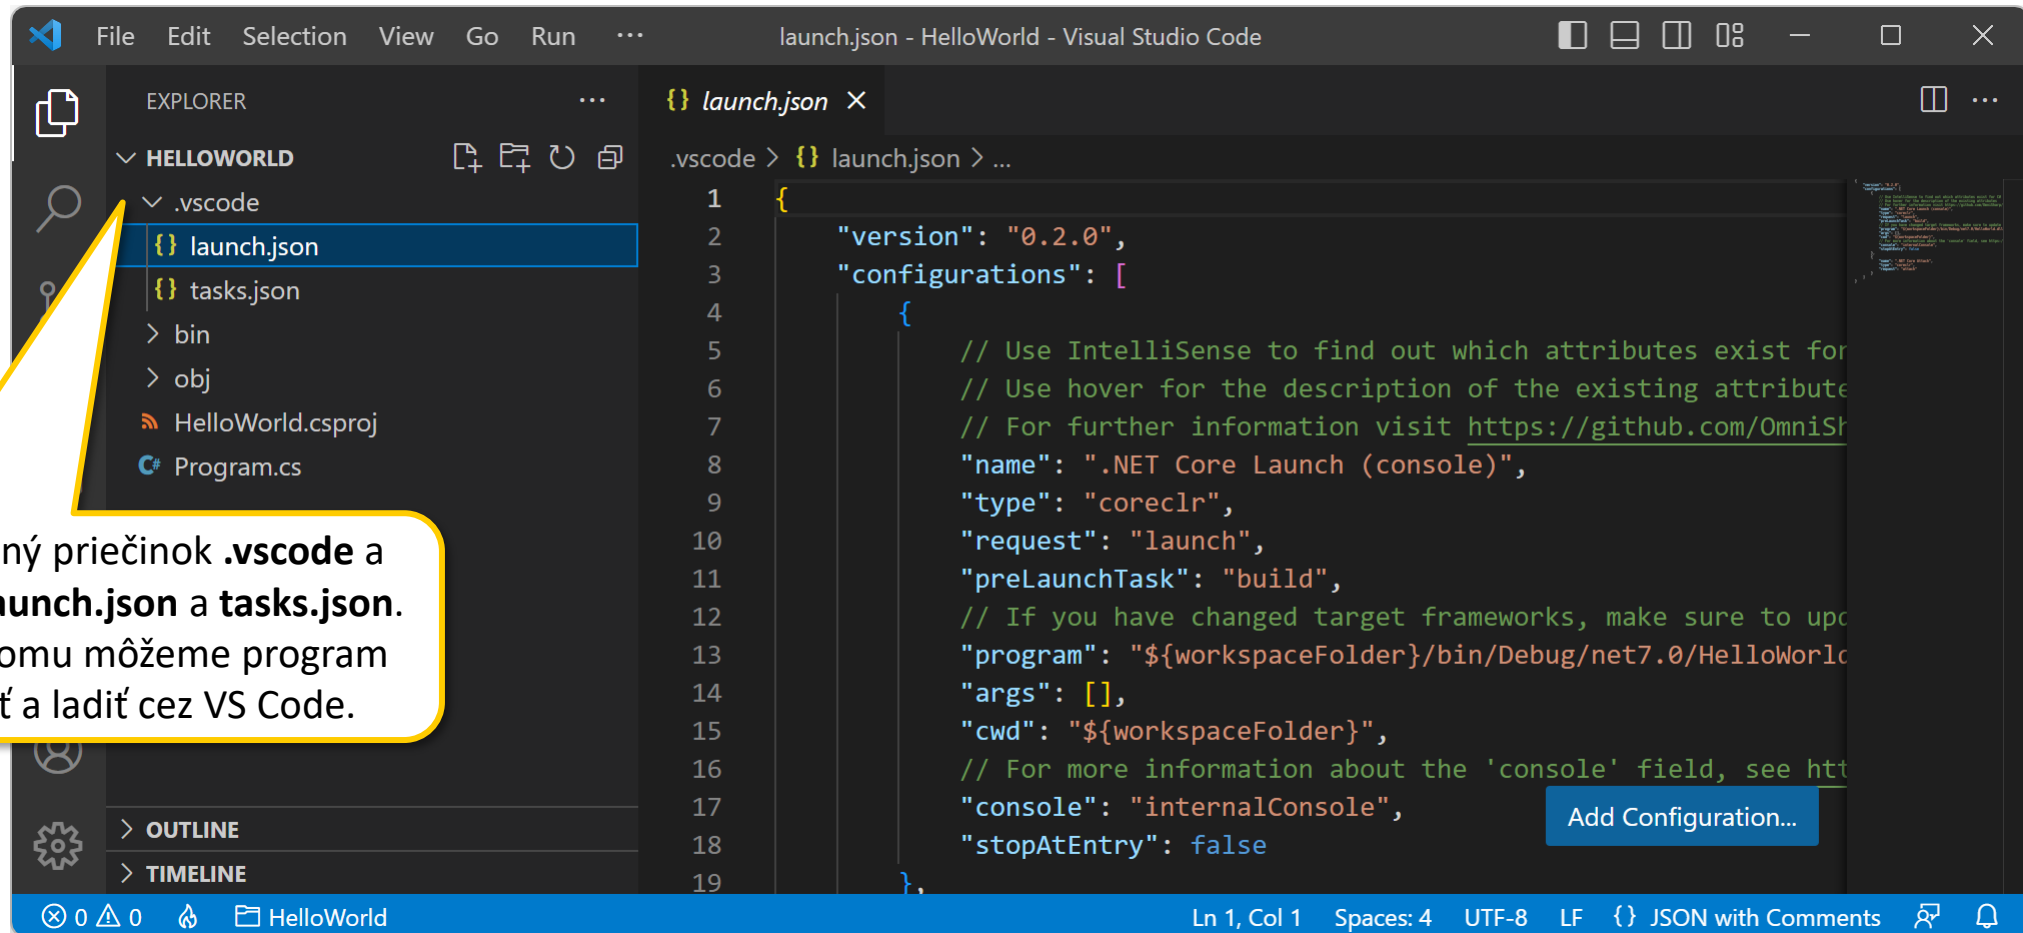 File Edit Selection View Go Run ··· launch.json - HelloWorld - Visual Studio Code
EXPLORER ···
HELLOWORLD
.vscode
{} launch.json
{} tasks.json
bin
obj
HelloWorld.csproj
C# Program.cs
priečinok .vscode a
launch.json a tasks.json.
môžeme program
a ladiť cez VS Code.
OUTLINE
TIMELINE
{} launch.json
.vscode > {} launch.json > ...
1 {
2 "version": "0.2.0",
3 "configurations": [
4 {
5 // Use IntelliSense to find out which attributes exist for
6 // Use hover for the description of the existing attribute
7 // For further information visit https://github.com/OmniSh
8 "name": ".NET Core Launch (console)",
9 "type": "coreclr",
10 "request": "launch",
11 "preLaunchTask": "build",
12 // If you have changed target frameworks, make sure to upd
13 "program": "${workspaceFolder}/bin/Debug/net7.0/HelloWorld
14 "args": [],
15 "cwd": "${workspaceFolder}",
16 // For more information about the 'console' field, see htt
17 "console": "internalConsole",
18 "stopAtEntry": false
19 },
Add Configuration...
0 0 HelloWorld Ln 1, Col 1 Spaces: 4 UTF-8 LF {} JSON with Comments